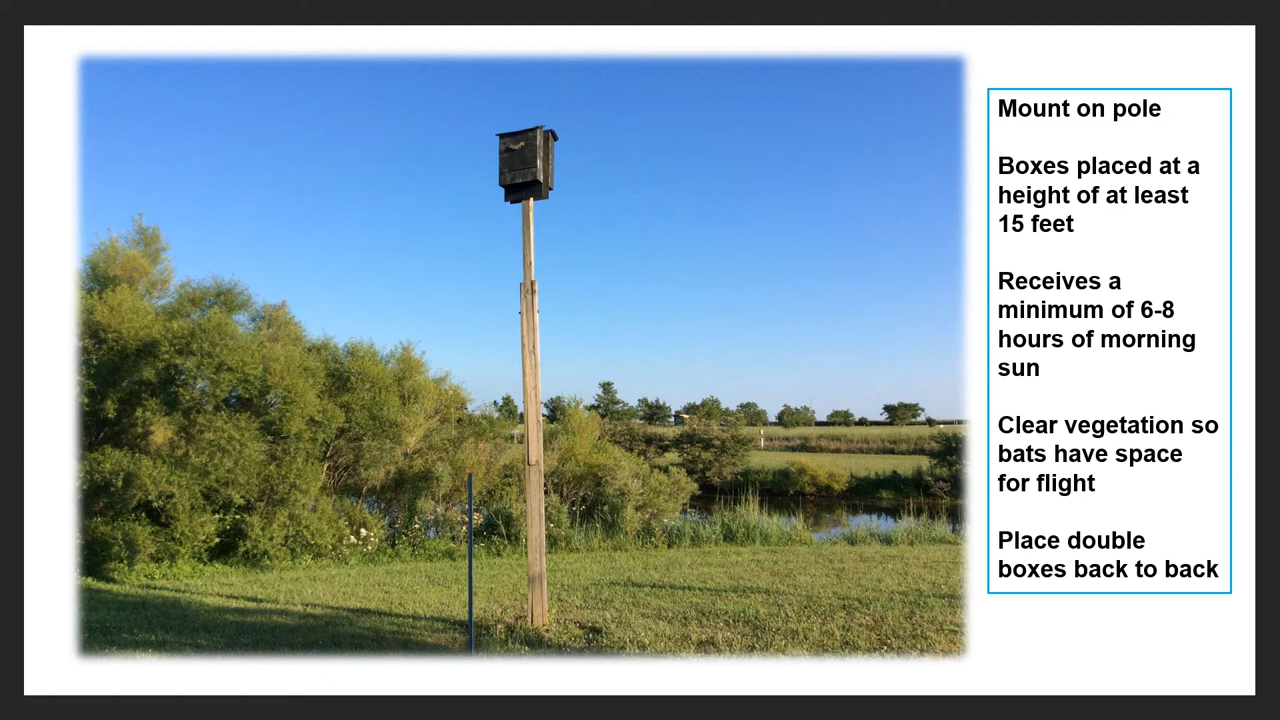 Mount on pole
Boxes placed at a
height of at least
15 feet
Receives a
minimum of 6-8
hours of morning
sun
Clear vegetation so
bats have space
for flight
Place double
boxes back to back